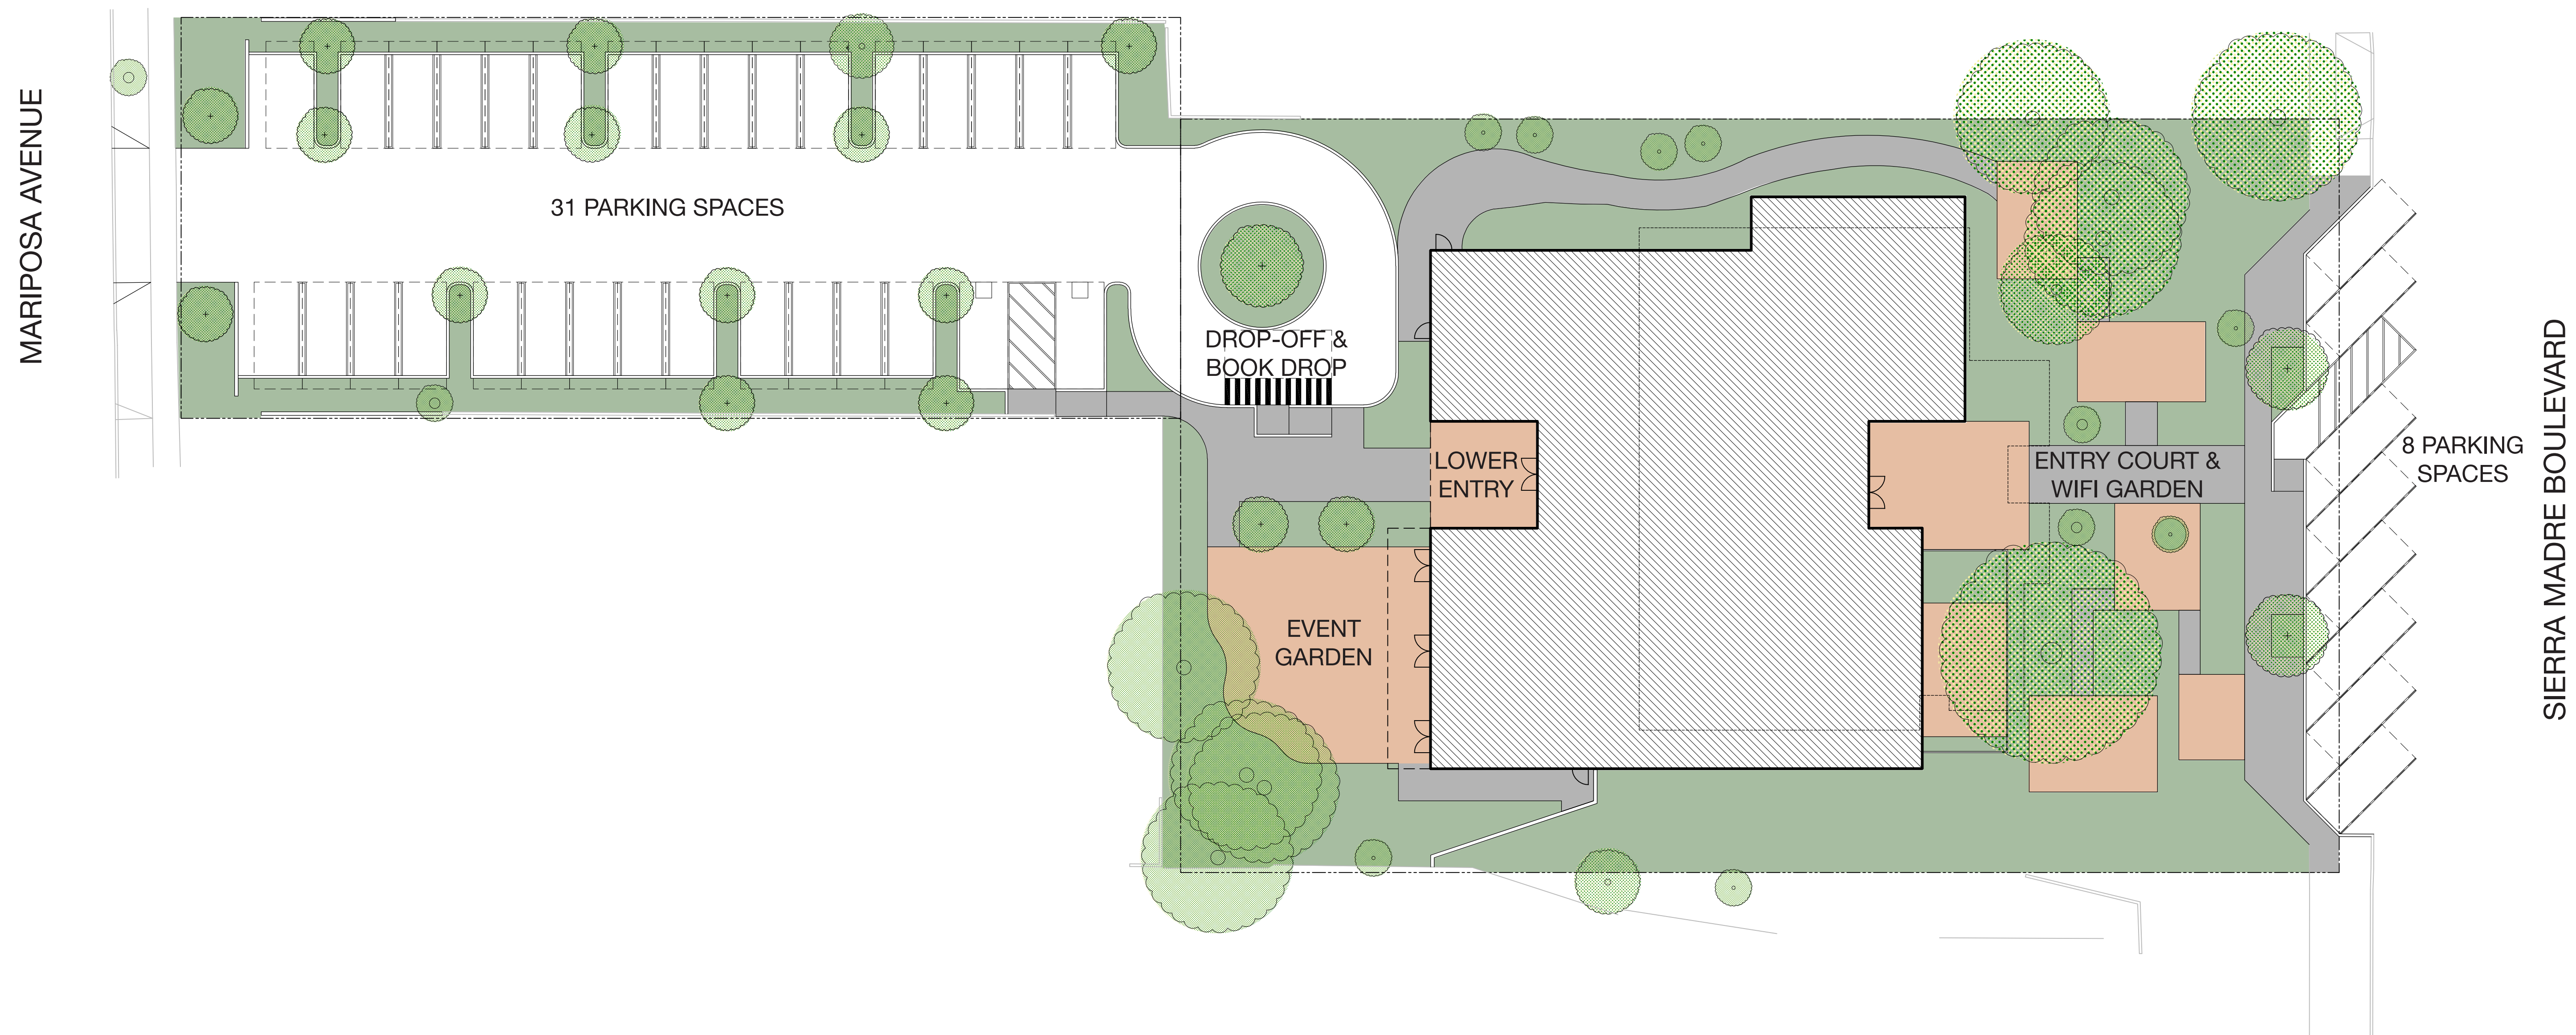 MARIPOSA AVENUE
31 PARKING SPACES
DROP-OFF &
BOOK DROP
LOWER
ENTRY
EVENT
GARDEN
ENTRY COURT &
WIFI GARDEN
8 PARKING
SPACES
SIERRA MADRE BOULEVARD